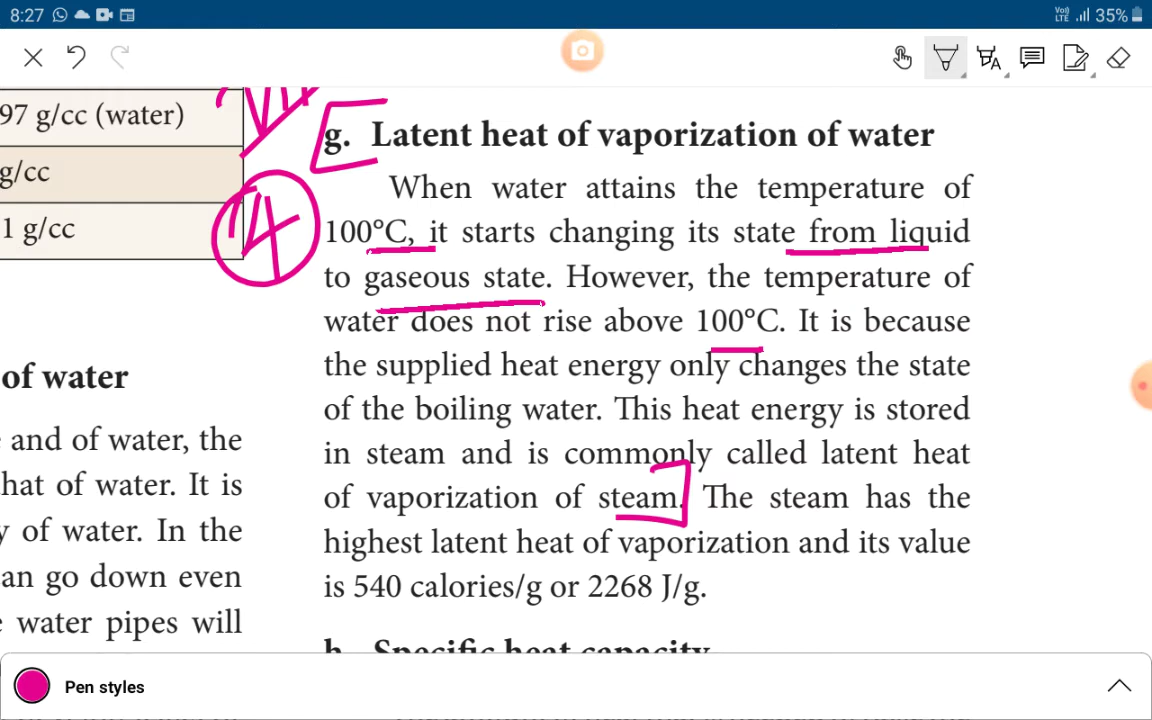 8:27
Vo) LTE 35%
97 g/cc (water)
g/cc
1 g/cc
14
of water
and of water, the
hat of water. It is
y of water. In the
an go down even
water pipes will
g. Latent heat of vaporization of water
When water attains the temperature of
100°C, it starts changing its state from liquid
to gaseous state. However, the temperature of
water does not rise above 100°C. It is because
the supplied heat energy only changes the state
of the boiling water. This heat energy is stored
in steam and is commonly called latent heat
of vaporization of steam. The steam has the
highest latent heat of vaporization and its value
is 540 calories/g or 2268 J/g.
h. Specific heat capacity
Pen styles